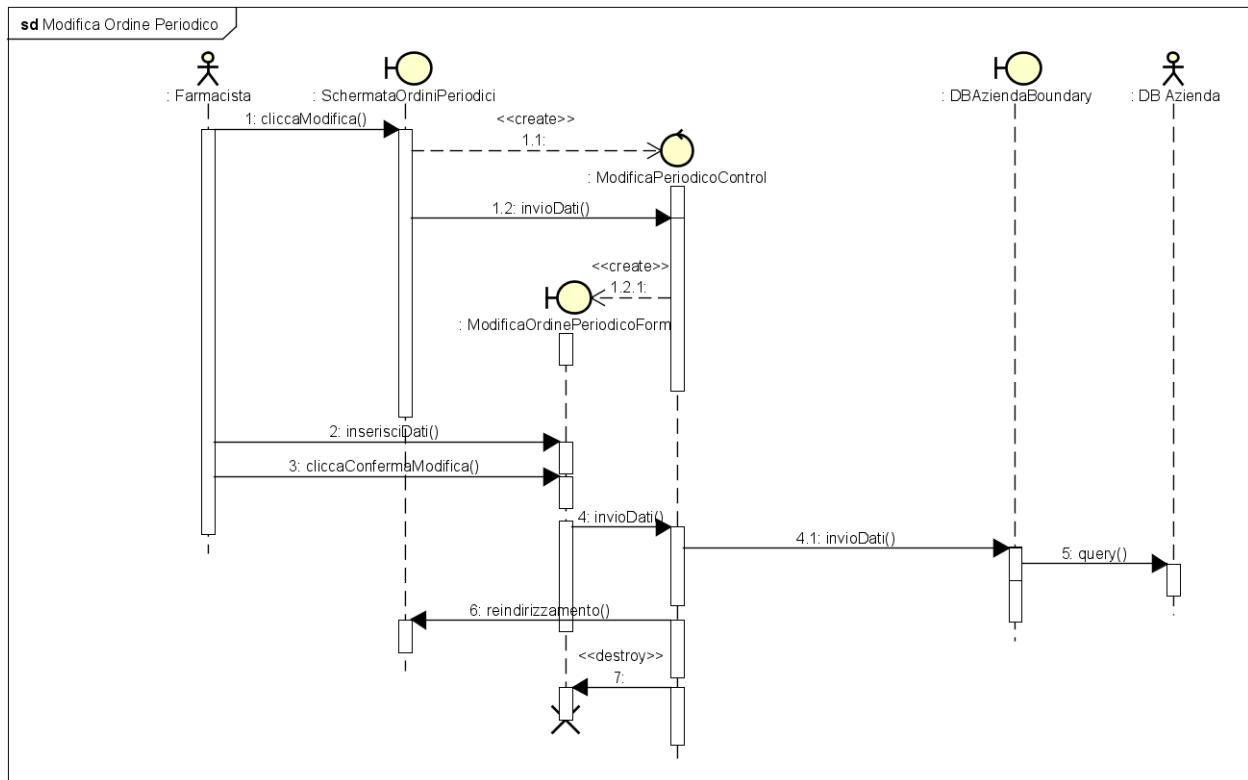 sd Modifica Ordine Periodico
: Farmacista
: SchermataOrdiniPeriodici
: DBAziendaBoundary
: DB Azienda
1: cliccaModifica()
<<create>>
1.1:
: ModificaPeriodicoControl
1.2: invioDati()
<<create>>
1.2.1:
: ModificaOrdinePeriodicoForm
2: inserisciDati()
3: cliccaConfermaModifica()
4: invioDati()
4.1: invioDati()
5: query()
6: reindirizzamento()
<<destroy>>
7: